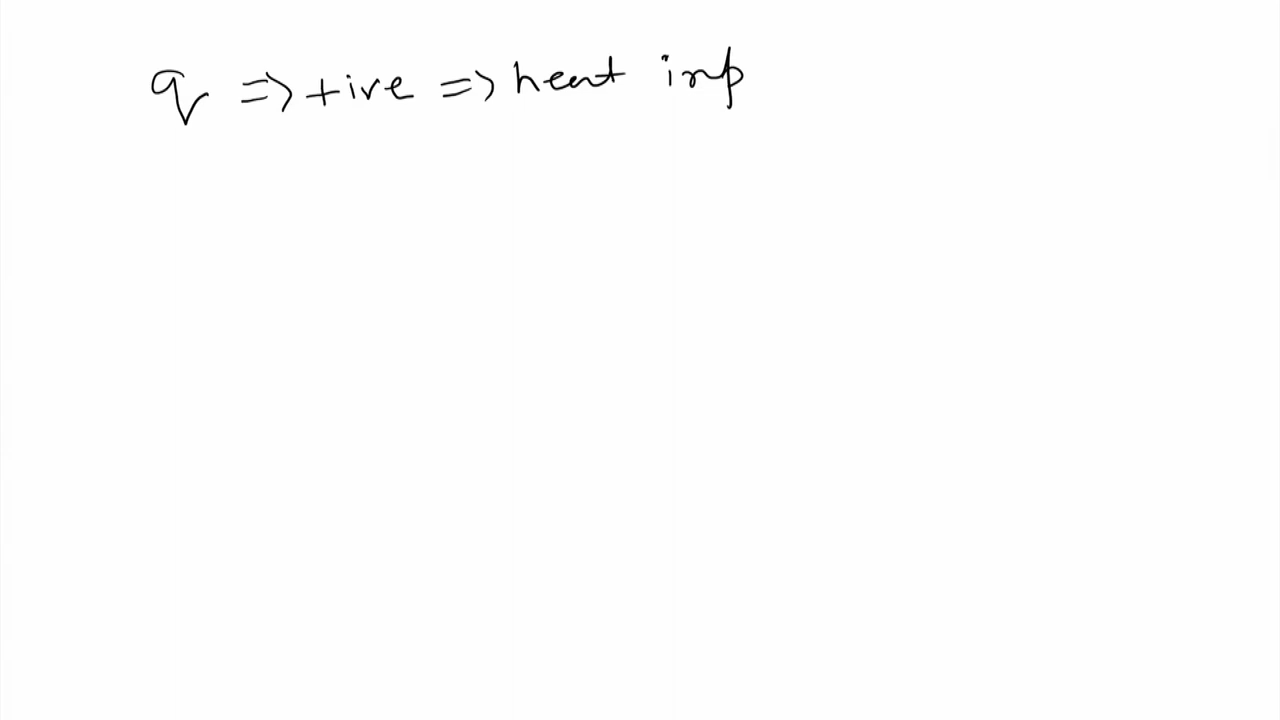 q => +ive => heat inp